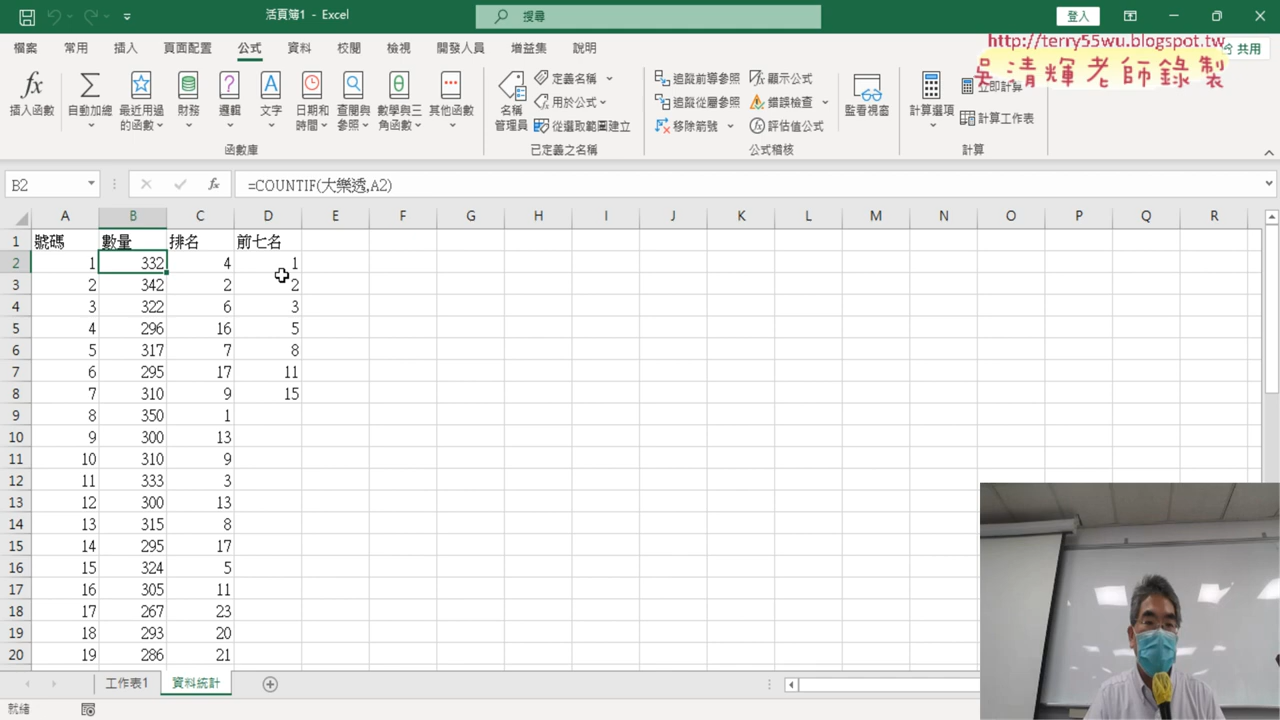 活頁簿1 - Excel
搜尋
登入
http://terry55wu.blogspot.tw
吳清輝老師錄製
檔案 常用 插入 頁面配置 公式 資料 校閱 檢視 開發人員 增益集 說明 共用
插入函數 自動加總 最近用過的函數 財務 邏輯 文字 日期和時間 查閱與參照 數學與三角函數 其他函數
名稱管理員 定義名稱 用於公式 從選取範圍建立
追蹤前導參照 追蹤從屬參照 移除箭號 顯示公式 錯誤檢查 評估值公式
監看視窗 計算選項 立即計算 計算工作表
函數庫 已定義之名稱 公式稽核 計算
B2 fx =COUNTIF(大樂透,A2)
A B C D E F G H I J K L M N O P Q R
1 號碼 數量 排名 前七名
2 1 332 4 1
3 2 342 2 2
4 3 322 6 3
5 4 296 16 5
6 5 317 7 8
7 6 295 17 11
8 7 310 9 15
9 8 350 1
10 9 300 13
11 10 310 9
12 11 333 3
13 12 300 13
14 13 315 8
15 14 295 17
16 15 324 5
17 16 305 11
18 17 267 23
19 18 293 20
20 19 286 21
工作表1 資料統計
就緒